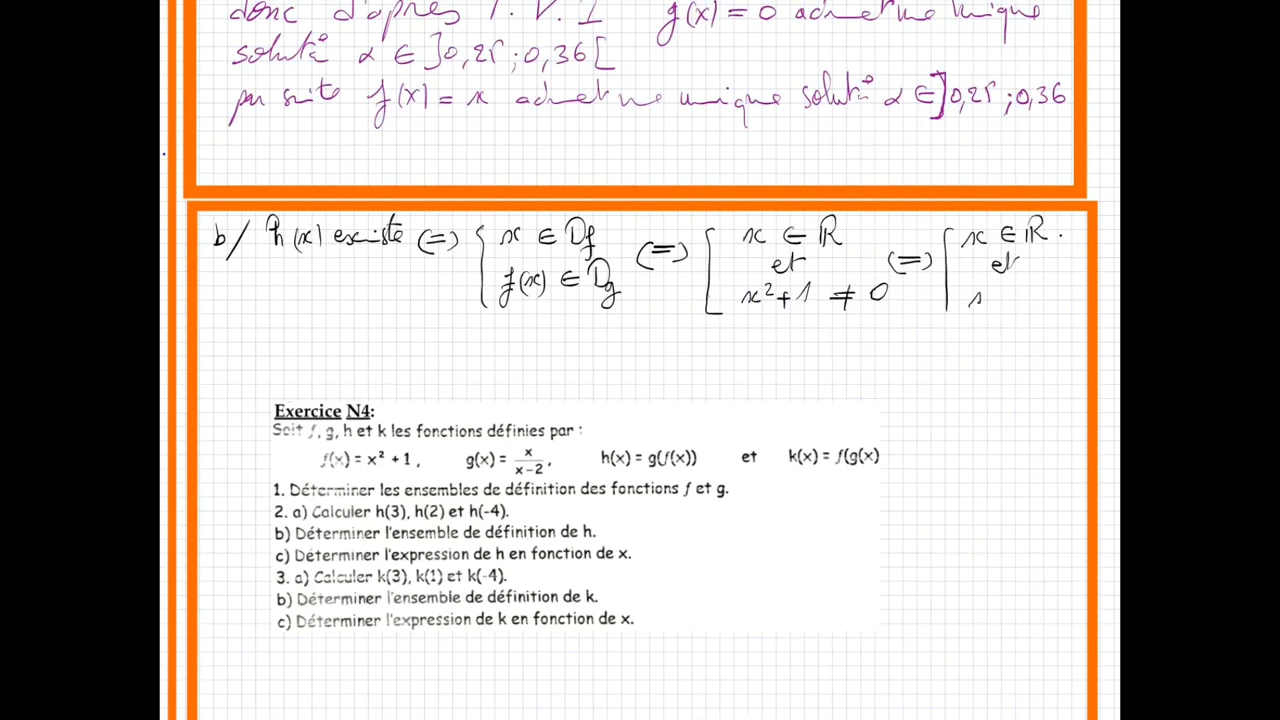 donc d'après T.V.I g(x) = 0 admet une unique
solut° α ∈ ]0,25 ; 0,36[
par suite f(x) = x admet une unique solut° α ∈ ]0,25 ; 0,36
b/ h(x) existe (=) { x ∈ Df f(x) ∈ Dg (=) { x ∈ ℝ et x² + 1 ≠ 0 (=) { x ∈ ℝ. et
Exercice N4:
Soit f, g, h et k les fonctions définies par :
f(x) = x² + 1, g(x) = x/(x-2), h(x) = g(f(x)) et k(x) = f(g(x)
1. Déterminer les ensembles de définition des fonctions f et g.
2. a) Calculer h(3), h(2) et h(-4).
b) Déterminer l'ensemble de définition de h.
c) Déterminer l'expression de h en fonction de x.
3. a) Calculer k(3), k(1) et k(-4).
b) Déterminer l'ensemble de définition de k.
c) Déterminer l'expression de k en fonction de x.